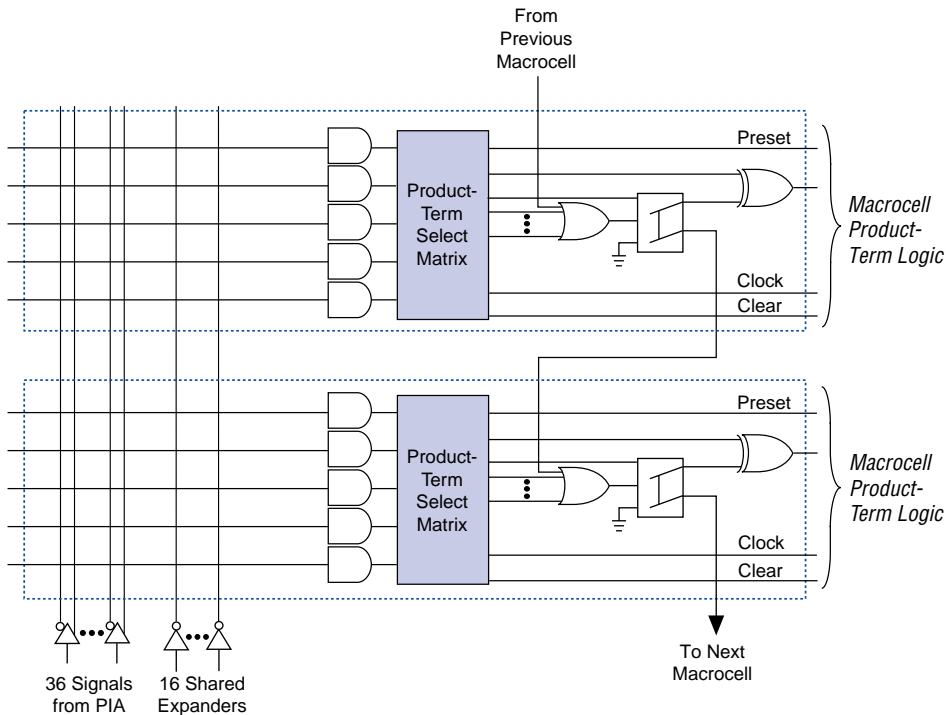 From
Previous
Macrocell
Preset
Product-
Term
Select
Matrix
Macrocell
Product-
Term Logic
Clock
Clear
Preset
Product-
Term
Select
Matrix
Macrocell
Product-
Term Logic
Clock
Clear
36 Signals
from PIA
16 Shared
Expanders
To Next
Macrocell